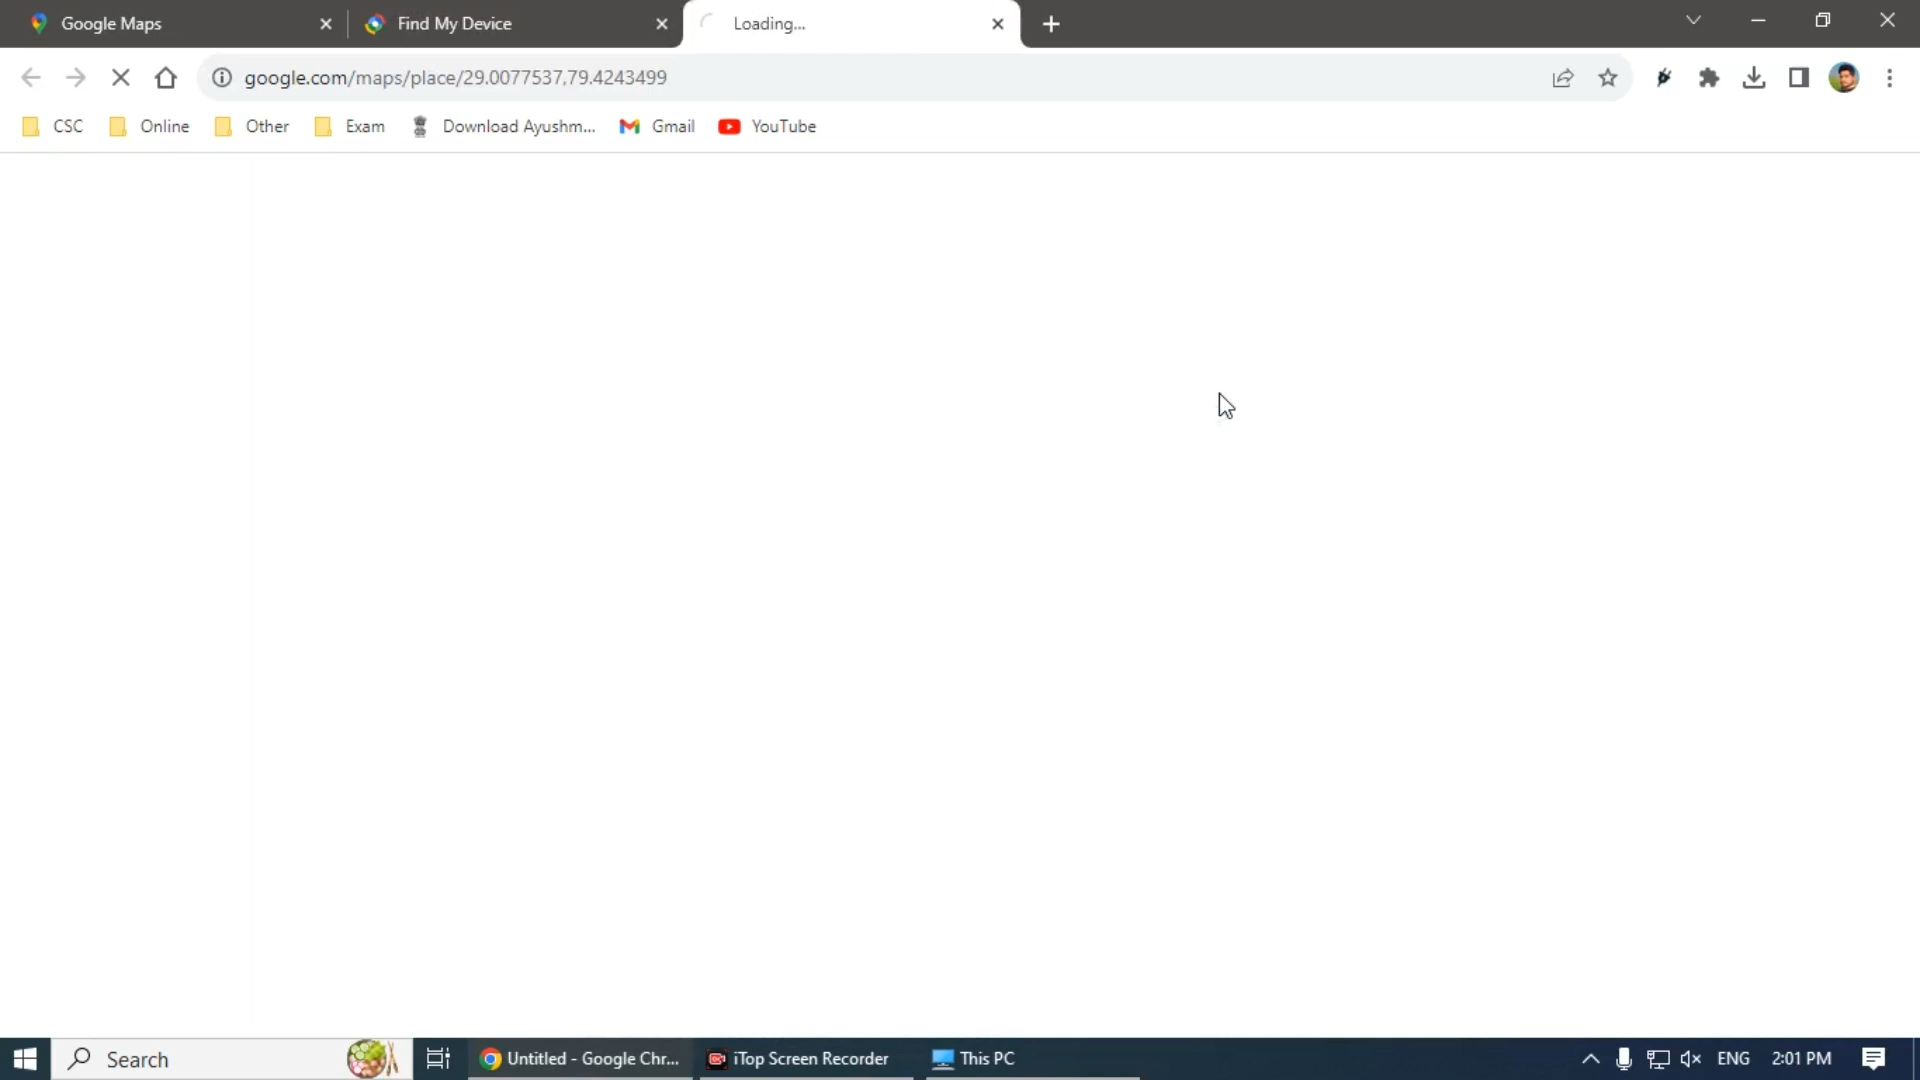 Google Maps
Find My Device
Loading...
google.com/maps/place/29.0077537,79.4243499
CSC
Online
Other
Exam
Download Ayushm...
Gmail
YouTube
Search
Untitled - Google Chr...
iTop Screen Recorder
This PC
ENG
2:01 PM